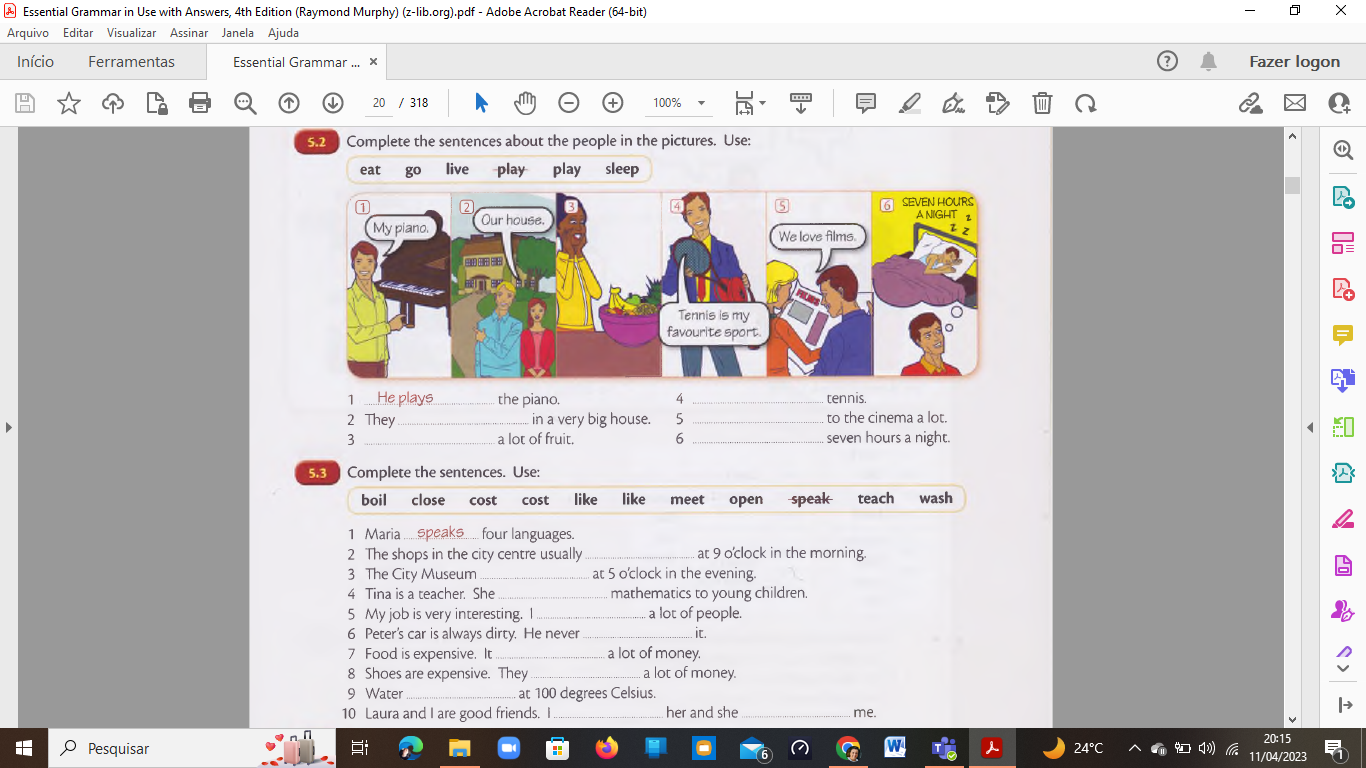 Essential Grammar in Use with Answers, 4th Edition (Raymond Murphy) (z-lib.org).pdf - Adobe Acrobat Reader (64-bit)
Arquivo Editar Visualizar Assinar Janela Ajuda
Início Ferramentas Essential Grammar ... × Fazer logon
20 / 318 100%
5.2 Complete the sentences about the people in the pictures. Use:
eat go live play play sleep
1 My piano.
2 Our house.
3
4 Tennis is my
favourite sport.
5 We love films.
FILMS
6 SEVEN HOURS
A NIGHT z
z z
1 He plays the piano.
2 They in a very big house.
3 a lot of fruit.
4 tennis.
5 to the cinema a lot.
6 seven hours a night.
5.3 Complete the sentences. Use:
boil close cost cost like like meet open speak teach wash
1 Maria speaks four languages.
2 The shops in the city centre usually at 9 o'clock in the morning.
3 The City Museum at 5 o'clock in the evening.
4 Tina is a teacher. She mathematics to young children.
5 My job is very interesting. I a lot of people.
6 Peter's car is always dirty. He never it.
7 Food is expensive. It a lot of money.
8 Shoes are expensive. They a lot of money.
9 Water at 100 degrees Celsius.
10 Laura and I are good friends. I her and she me.
Pesquisar 6 24°C 20:15
11/04/2023 1